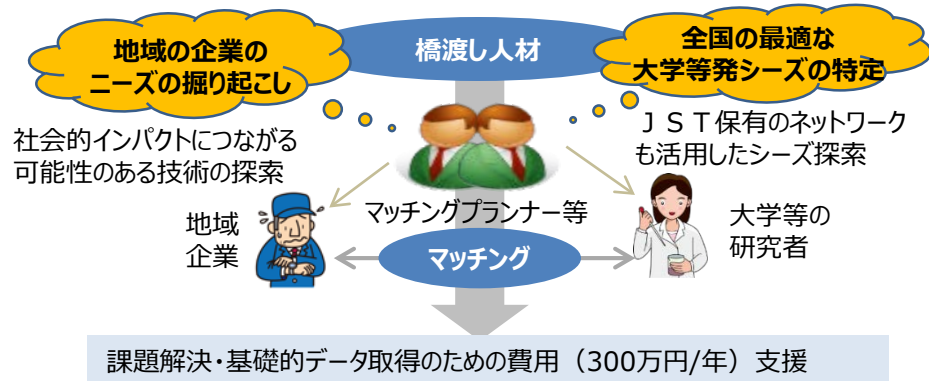 地域の企業の
ニーズの掘り起こし
橋渡し人材
全国の最適な
大学等発シーズの特定
社会的インパクトにつながる
可能性のある技術の探索
ＪＳＴ保有のネットワーク
も活用したシーズ探索
マッチングプランナー等
地域
企業
マッチング
大学等の
研究者
課題解決・基礎的データ取得のための費用（300万円/年）支援